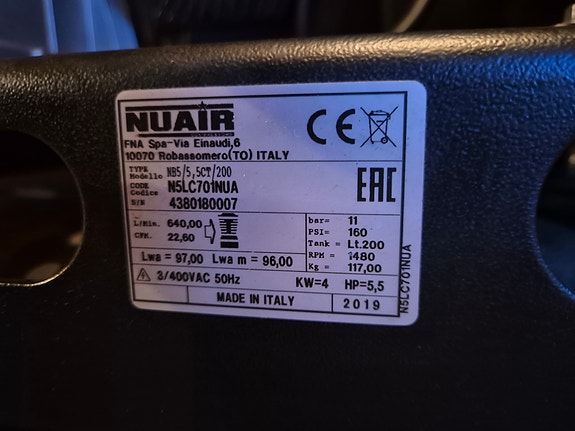 NUAIR
CE
FNA Spa-Via Einaudi,6
10070 Robassomero(TO) ITALY
TYPE
Modello NB5/5,5CT/200
CODE
Codice N5LC701NUA
S/N 4380180007
EAC
L/min. 640,00
CFM. 22,60
bar= 11
PSI= 160
Tank = Lt.200
RPM = 1480
Kg = 117,00
Lwa = 97,00 Lwa m = 96,00
3/400VAC 50Hz KW=4 HP=5,5
MADE IN ITALY 2019
N5LC701NUA